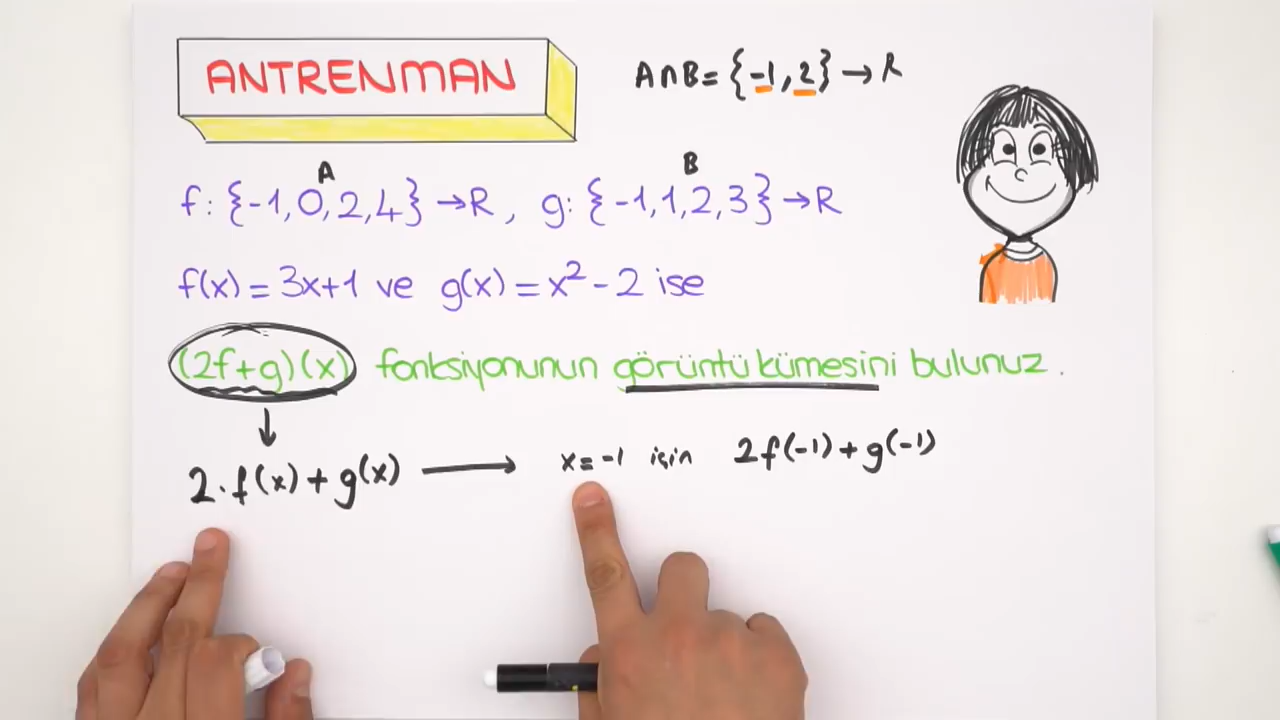 ANTRENMAN
A∩B = {-1, 2} → R
A
B
f: {-1, 0, 2, 4} → R, g: {-1, 1, 2, 3} → R
f(x) = 3x+1 ve g(x) = x² - 2 ise
(2f+g)(x) fonksiyonunun görüntü kümesini bulunuz.
2·f(x) + g(x) → x = -1 için 2f(-1) + g(-1)